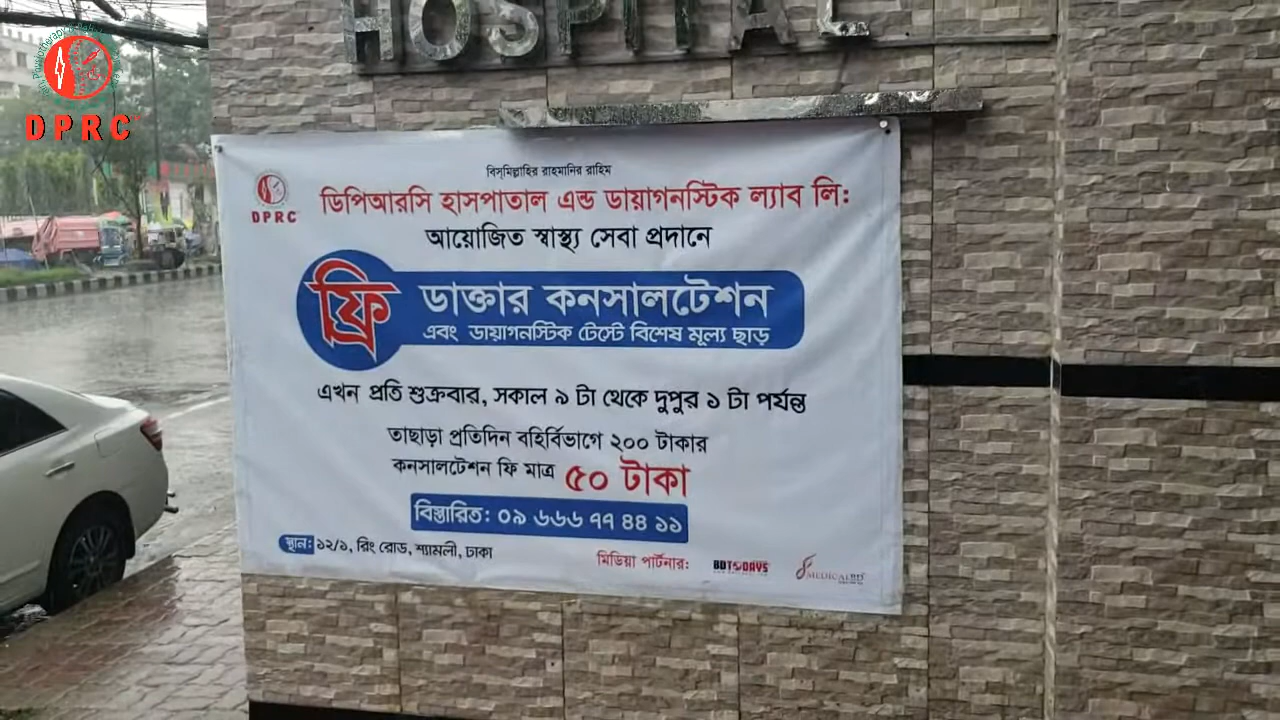 HOSPITAL
DPRC
বিস্‌মিল্লাহির রাহমানির রাহিম
DPRC
ডিপিআরসি হাসপাতাল এন্ড ডায়াগনস্টিক ল্যাব লি:
আয়োজিত স্বাস্থ্য সেবা প্রদানে
ফ্রি ডাক্তার কনসালটেশন
এবং ডায়াগনস্টিক টেস্টে বিশেষ মূল্য ছাড়
এখন প্রতি শুক্রবার, সকাল ৯ টা থেকে দুপুর ১ টা পর্যন্ত
তাছাড়া প্রতিদিন বহির্বিভাগে ২০০ টাকার
কনসালটেশন ফি মাত্র ৫০ টাকা
বিস্তারিত: ০৯ ৬৬৬ ৭৭ ৪৪ ১১
স্থান: ১২/১, রিং রোড, শ্যামলী, ঢাকা
মিডিয়া পার্টনার: BDTODAYS MEDICALBD